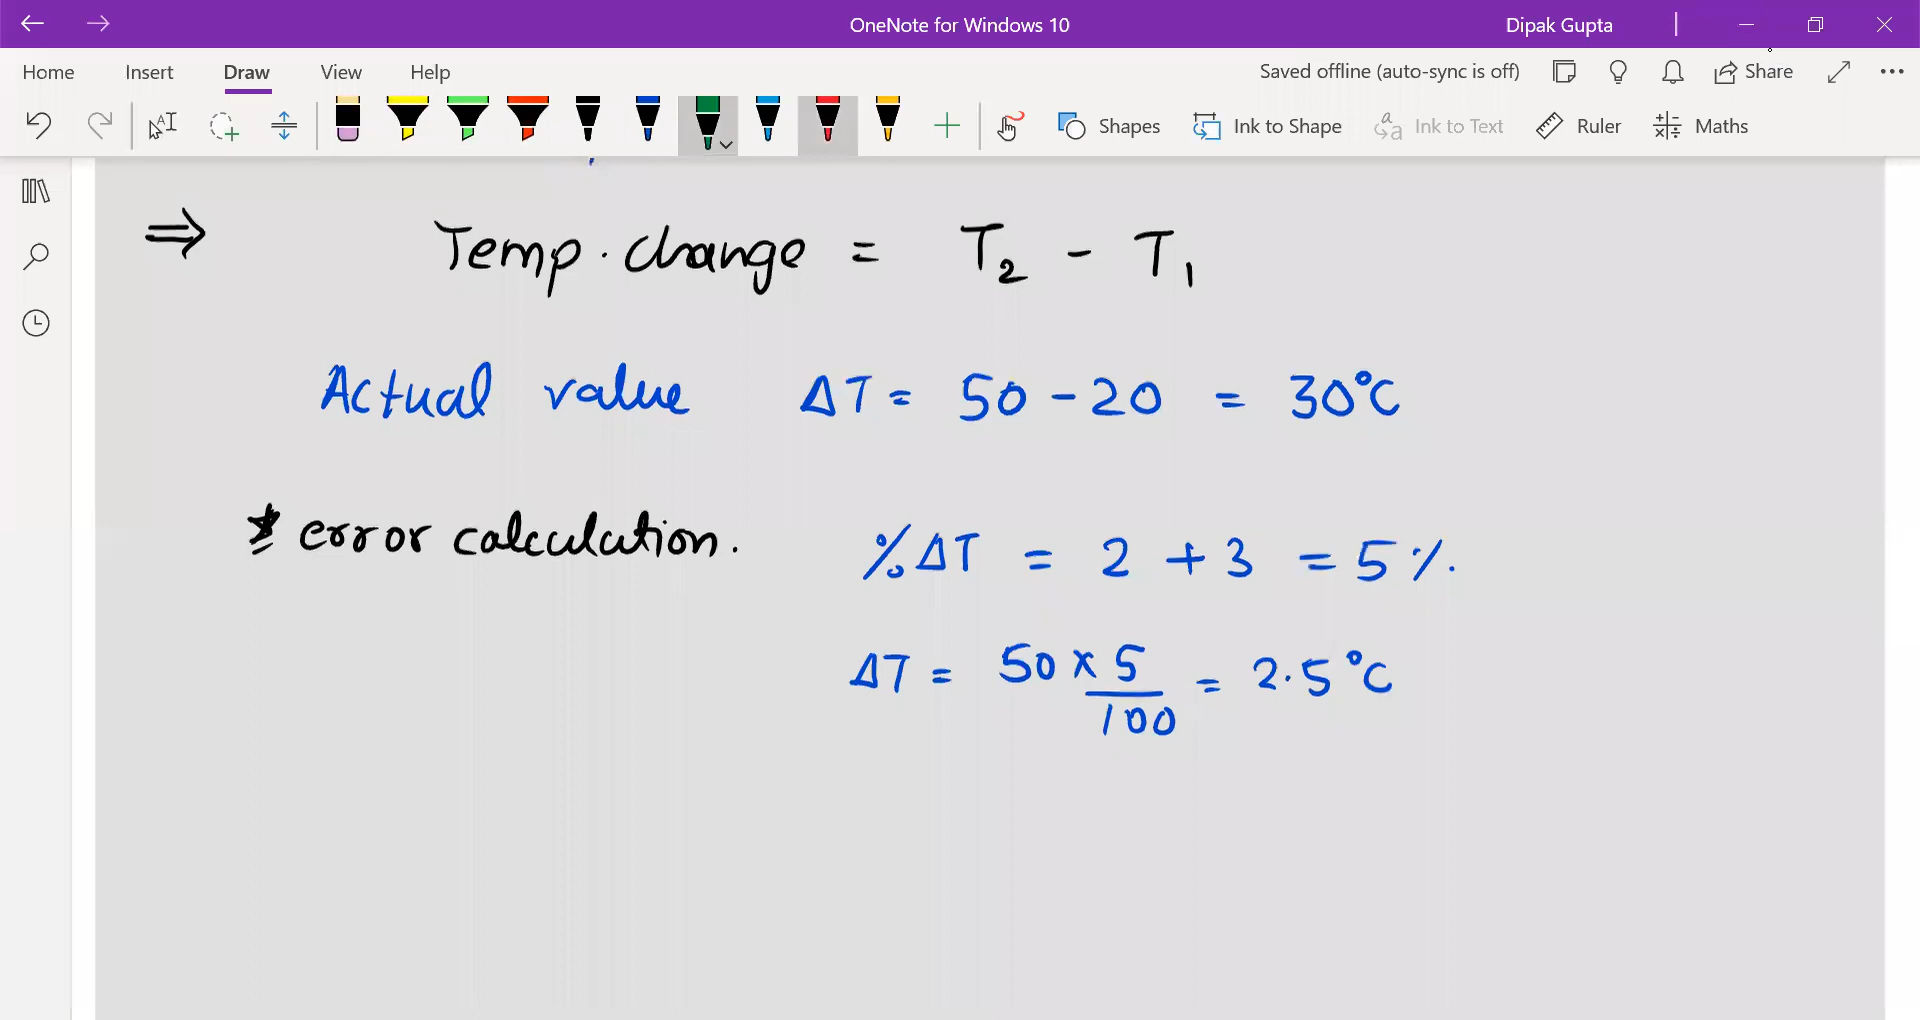 OneNote for Windows 10
Dipak Gupta
Home Insert Draw View Help
Saved offline (auto-sync is off) Share
Shapes Ink to Shape Ink to Text Ruler Maths
⇒ Temp. change = T₂ - T₁
Actual value ΔT = 50 - 20 = 30°C
* error calculation. % ΔT = 2 + 3 = 5 %.
ΔT = 50 × 5/100 = 2.5 °C